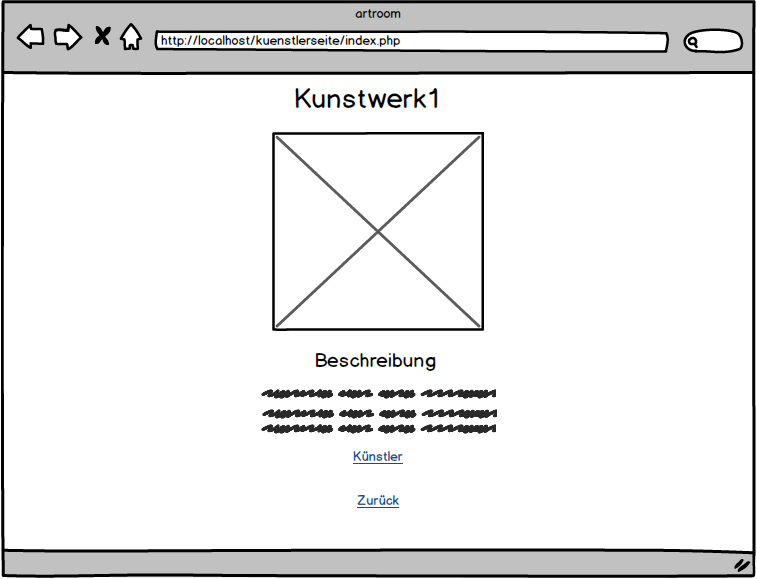 artroom
http://localhost/kuenstlerseite/index.php
Kunstwerk1
Beschreibung
Künstler
Zurück